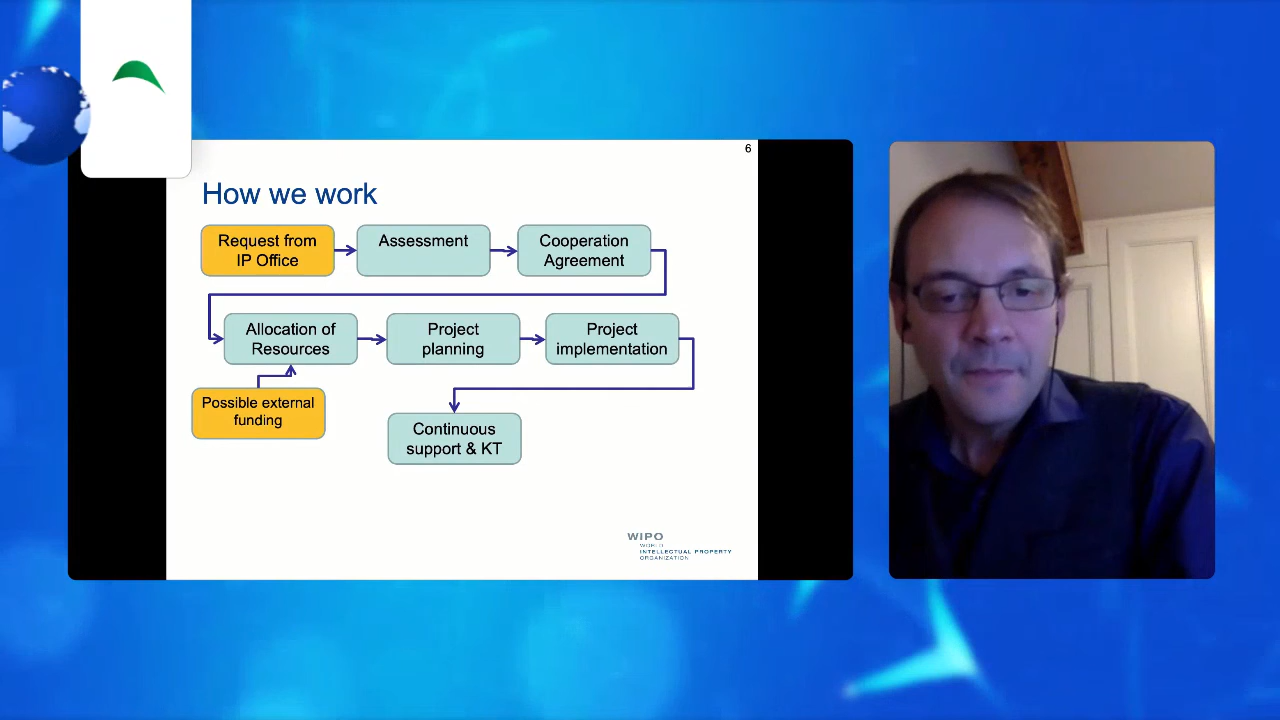 6
How we work
Request from
IP Office
Assessment
Cooperation
Agreement
Allocation of
Resources
Project
planning
Project
implementation
Possible external
funding
Continuous
support & KT
WIPO
WORLD
INTELLECTUAL PROPERTY
ORGANIZATION